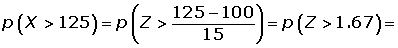 p(X > 125) = p(Z > (125 − 100)/15) = p(Z > 1.67) =